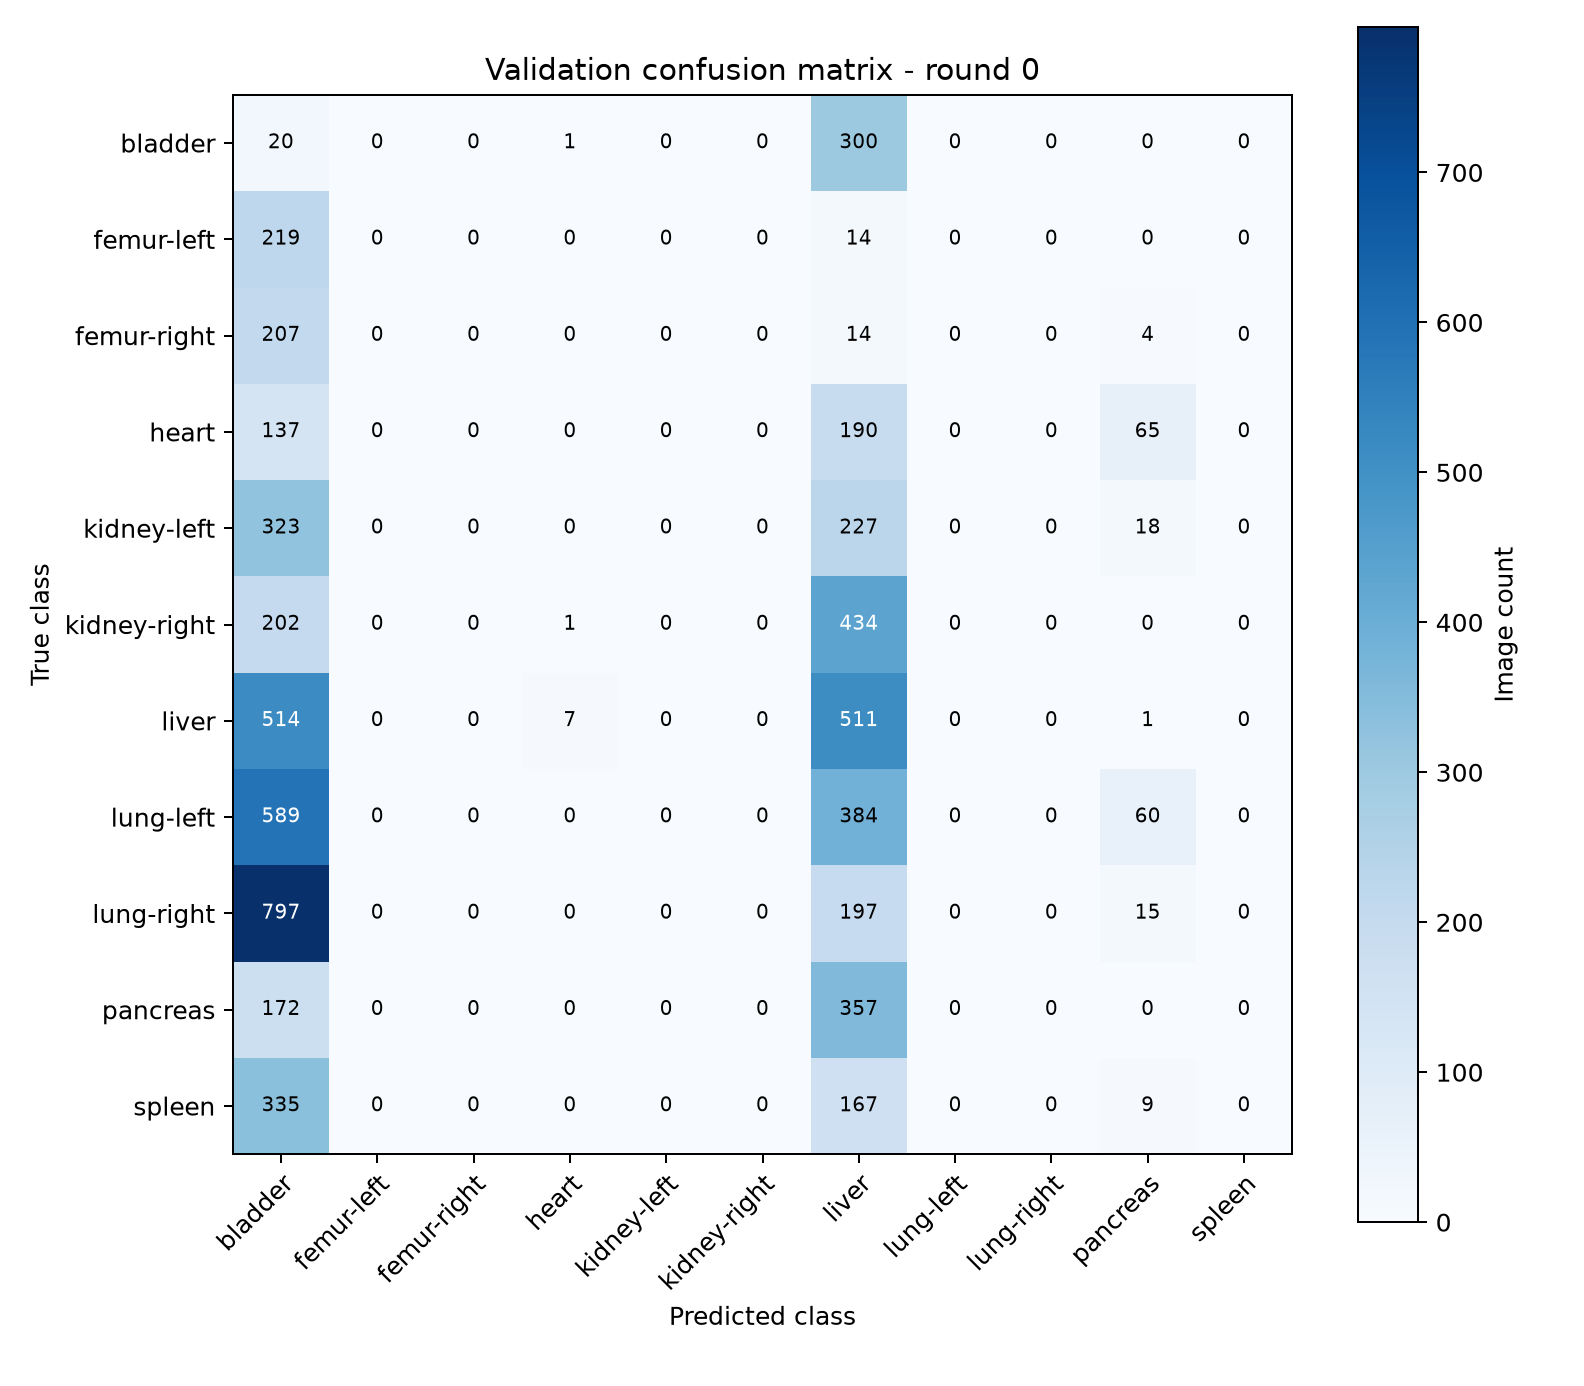 Validation confusion matrix - round 0
bladder 20 0 0 1 0 0 300 0 0 0 0
femur-left 219 0 0 0 0 0 14 0 0 0 0
femur-right 207 0 0 0 0 0 14 0 0 4 0
heart 137 0 0 0 0 0 190 0 0 65 0
kidney-left 323 0 0 0 0 0 227 0 0 18 0
kidney-right 202 0 0 1 0 0 434 0 0 0 0
liver 514 0 0 7 0 0 511 0 0 1 0
lung-left 589 0 0 0 0 0 384 0 0 60 0
lung-right 797 0 0 0 0 0 197 0 0 15 0
pancreas 172 0 0 0 0 0 357 0 0 0 0
spleen 335 0 0 0 0 0 167 0 0 9 0
True class
bladder femur-left femur-right heart kidney-left kidney-right liver lung-left lung-right pancreas spleen
Predicted class
700
600
500
400
300
200
100
0
Image count